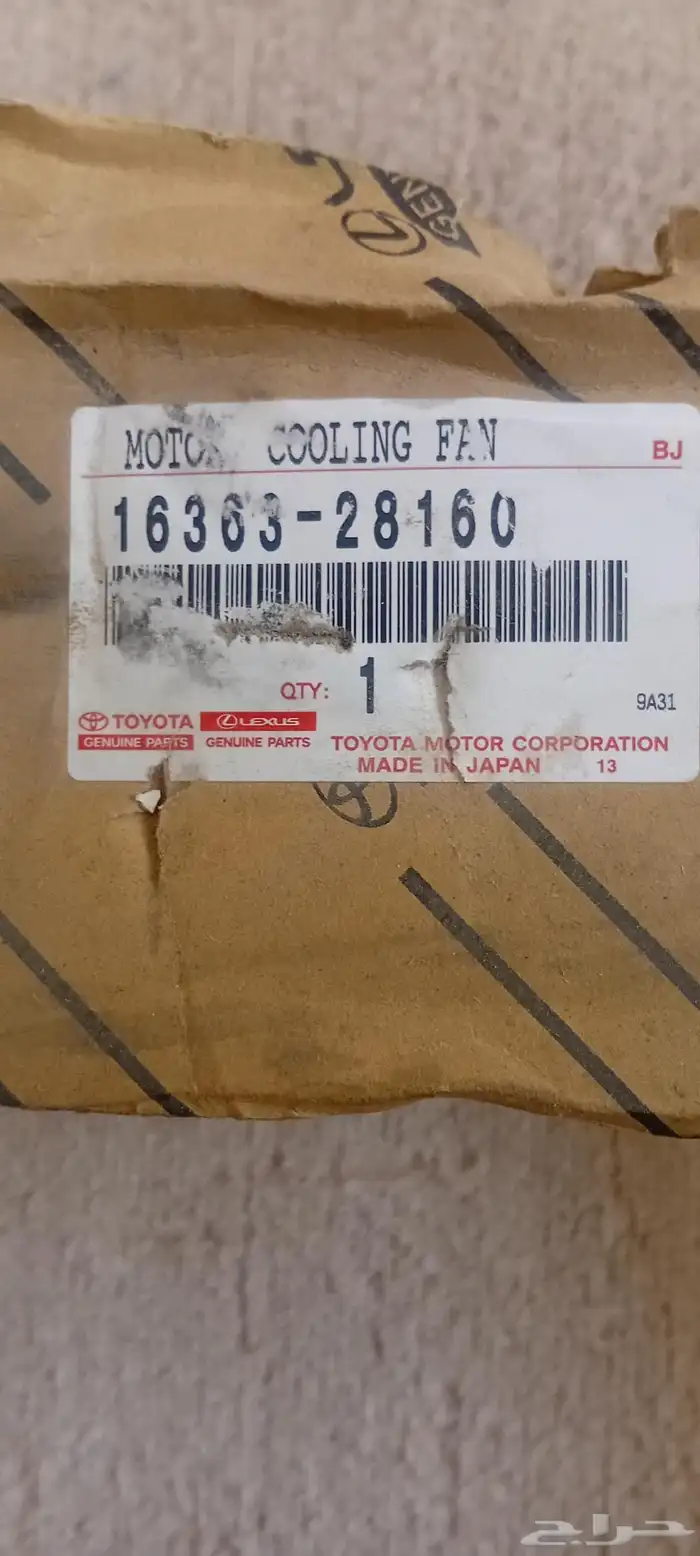 GEN
MOTOR COOLING FAN
BJ
16363-28160
QTY: 1
9A31
TOYOTA LEXUS
GENUINE PARTS GENUINE PARTS
TOYOTA MOTOR CORPORATION
MADE IN JAPAN 13
حراج